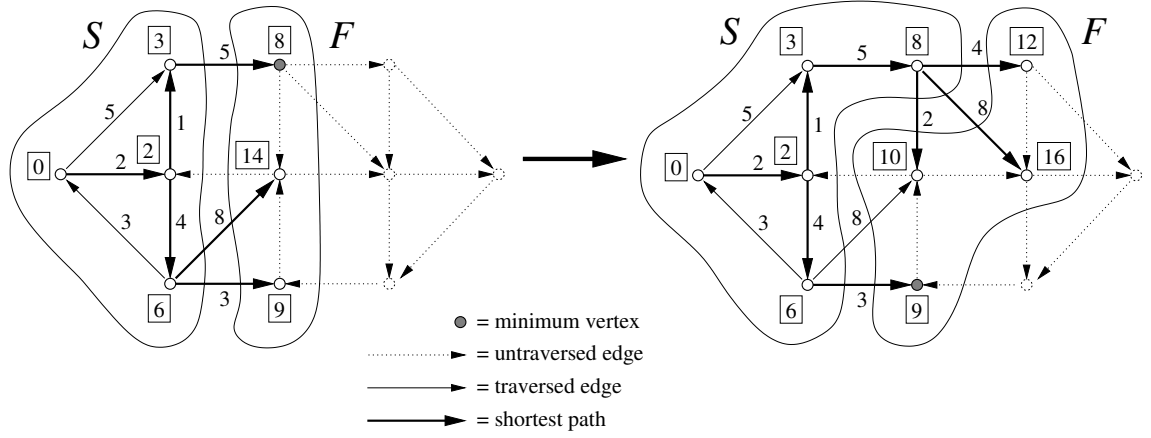 S 3 5 8 F
5 1
0 2 2 14
3 4 8
6 3 9
S 3 5 8 4 12 F
5 1 2 8
0 2 2 10 16
3 4 8
6 3 9
= minimum vertex
= untraversed edge
= traversed edge
= shortest path